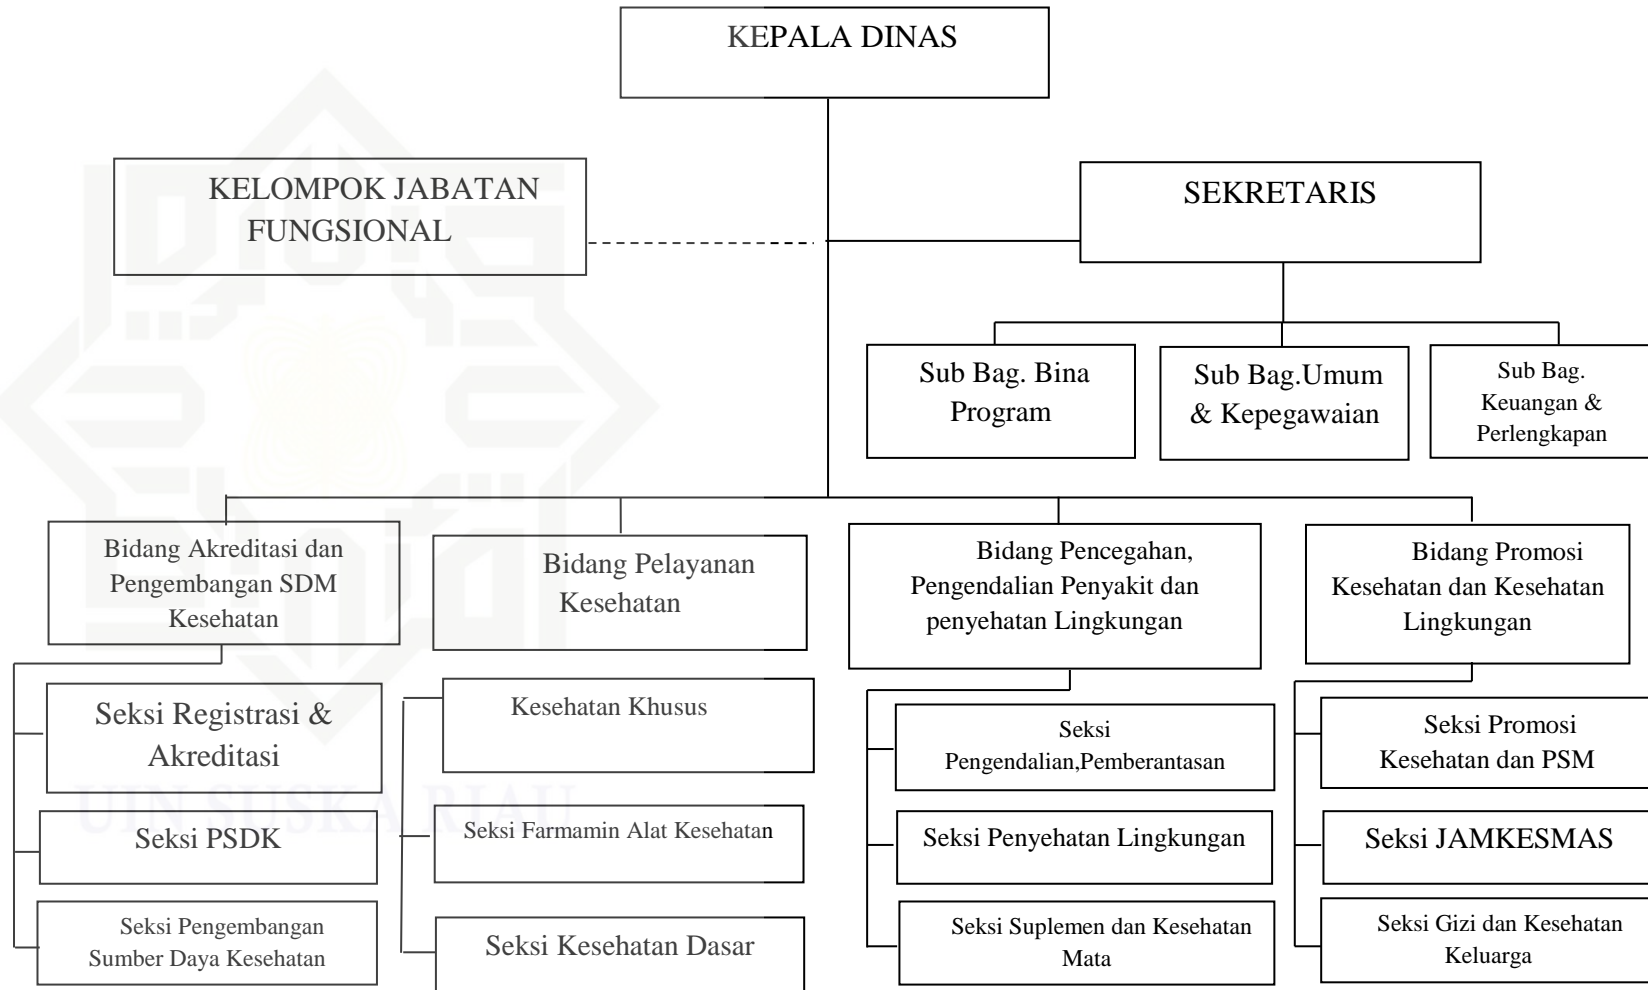 KEPALA DINAS
KELOMPOK JABATAN
FUNGSIONAL
SEKRETARIS
Sub Bag. Bina
Program
Sub Bag.Umum
& Kepegawaian
Sub Bag.
Keuangan &
Perlengkapan
Bidang Akreditasi dan
Pengembangan SDM
Kesehatan
Bidang Pelayanan
Kesehatan
Bidang Pencegahan,
Pengendalian Penyakit dan
penyehatan Lingkungan
Bidang Promosi
Kesehatan dan Kesehatan
Lingkungan
Seksi Registrasi &
Akreditasi
Seksi PSDK
Seksi Pengembangan
Sumber Daya Kesehatan
Kesehatan Khusus
Seksi Farmamin Alat Kesehatan
Seksi Kesehatan Dasar
Seksi
Pengendalian,Pemberantasan
Seksi Penyehatan Lingkungan
Seksi Suplemen dan Kesehatan
Mata
Seksi Promosi
Kesehatan dan PSM
Seksi JAMKESMAS
Seksi Gizi dan Kesehatan
Keluarga
UIN SUSKA RIAU